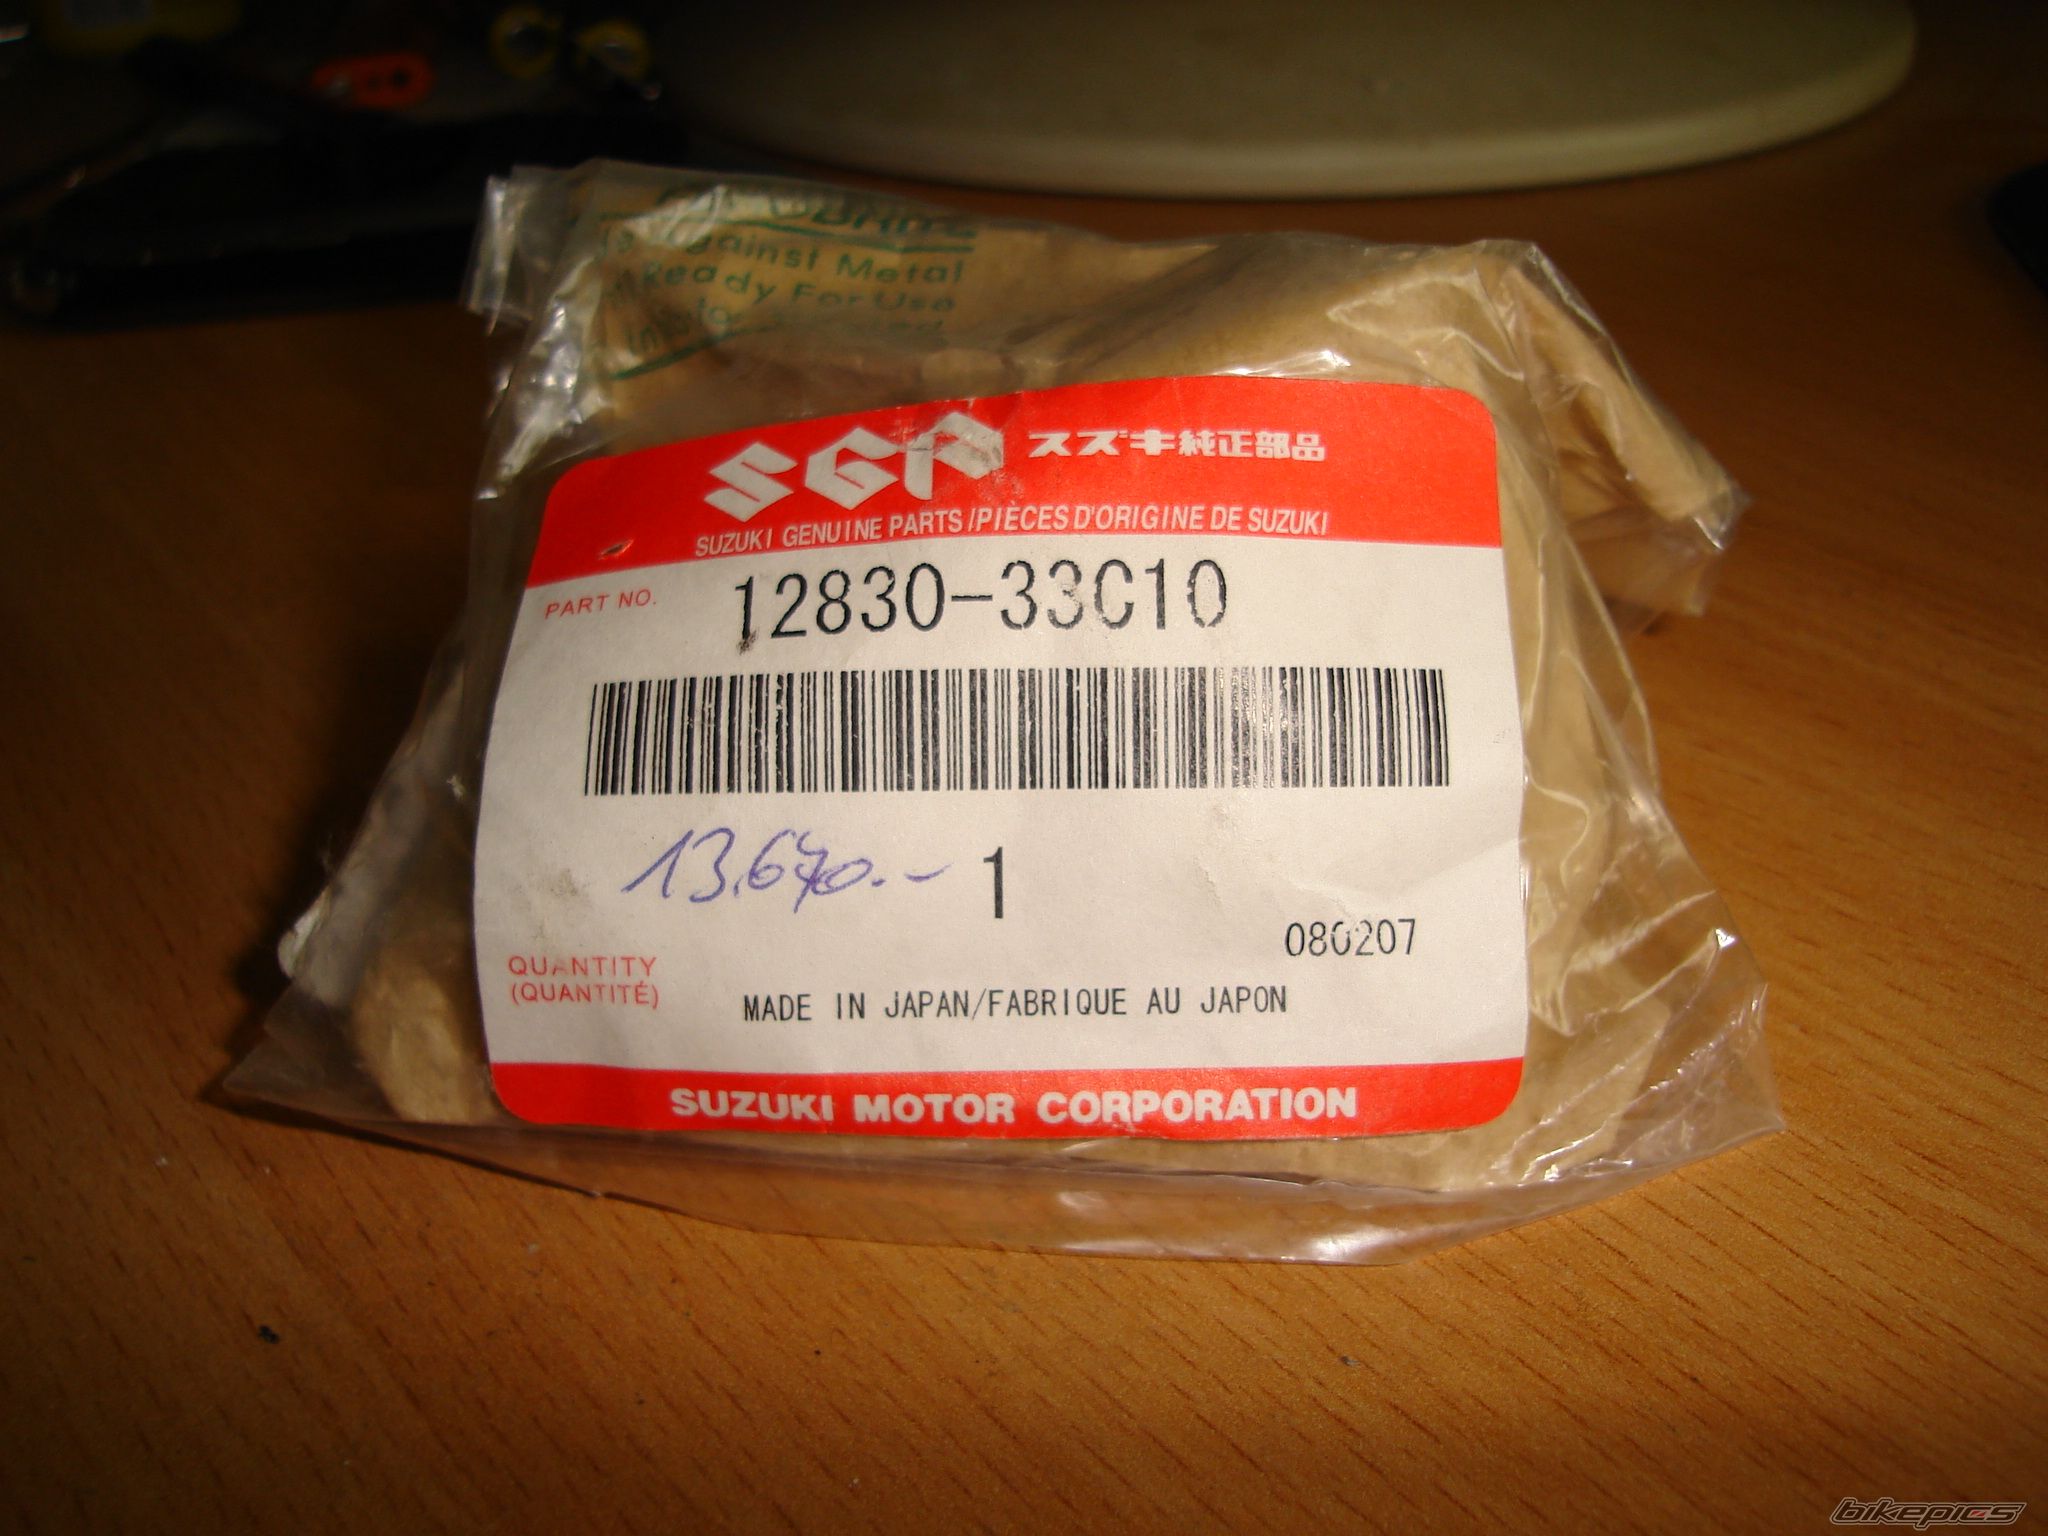 Against Metal
Ready For Use
SGP スズキ純正部品
SUZUKI GENUINE PARTS/PIÈCES D'ORIGINE DE SUZUKI
PART NO. 12830-33C10
13.640.- 1
080207
QUANTITY
(QUANTITÉ)
MADE IN JAPAN/FABRIQUE AU JAPON
SUZUKI MOTOR CORPORATION
bikepics